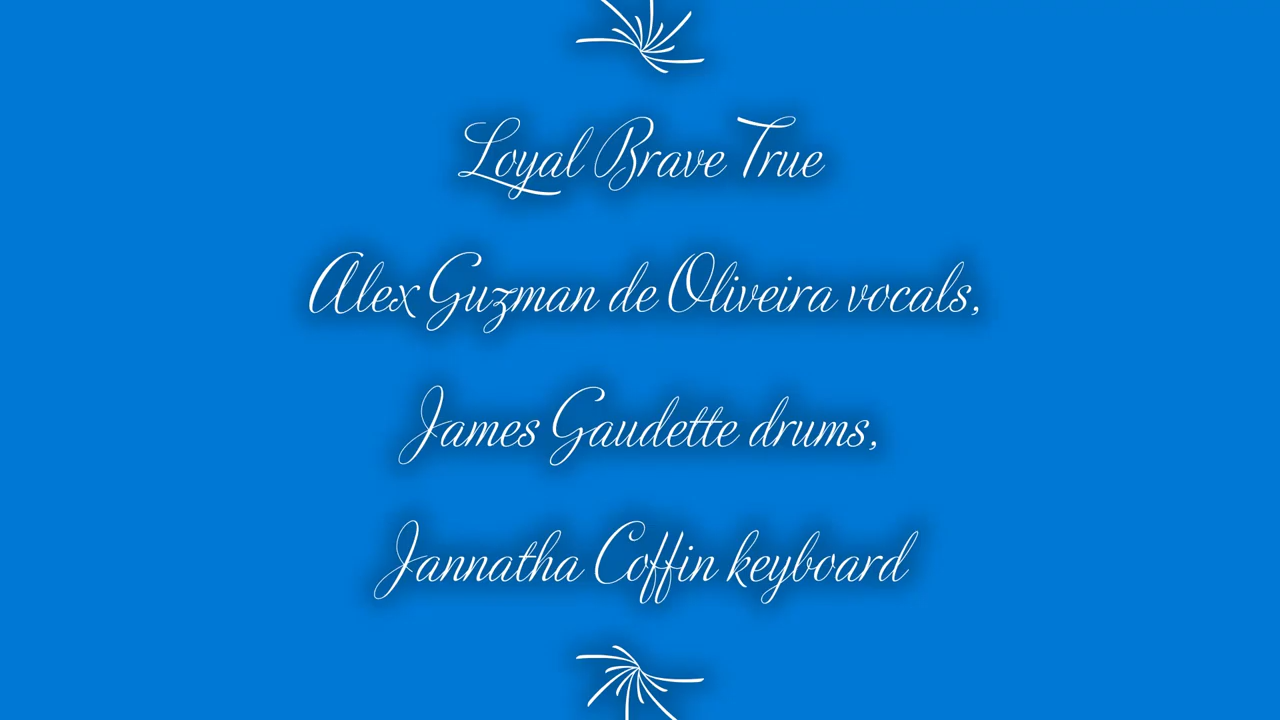 Loyal Brave True
Alex Guzman de Oliveira vocals,
James Gaudette drums,
Jannatha Coffin keyboard